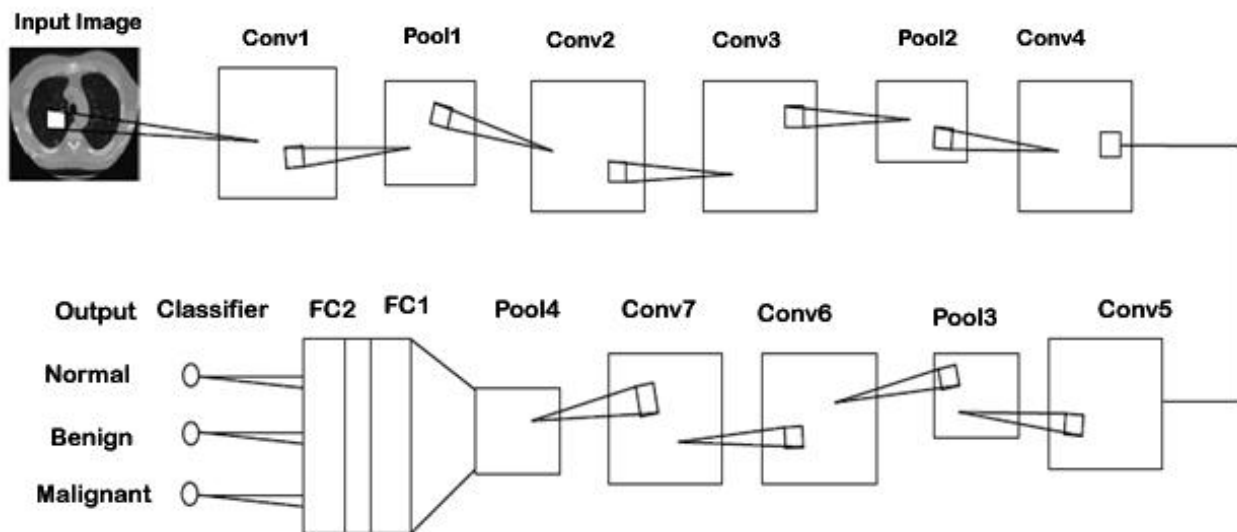 Input Image
Conv1
Pool1
Conv2
Conv3
Pool2
Conv4
Output
Classifier
FC2
FC1
Pool4
Conv7
Conv6
Pool3
Conv5
Normal
Benign
Malignant